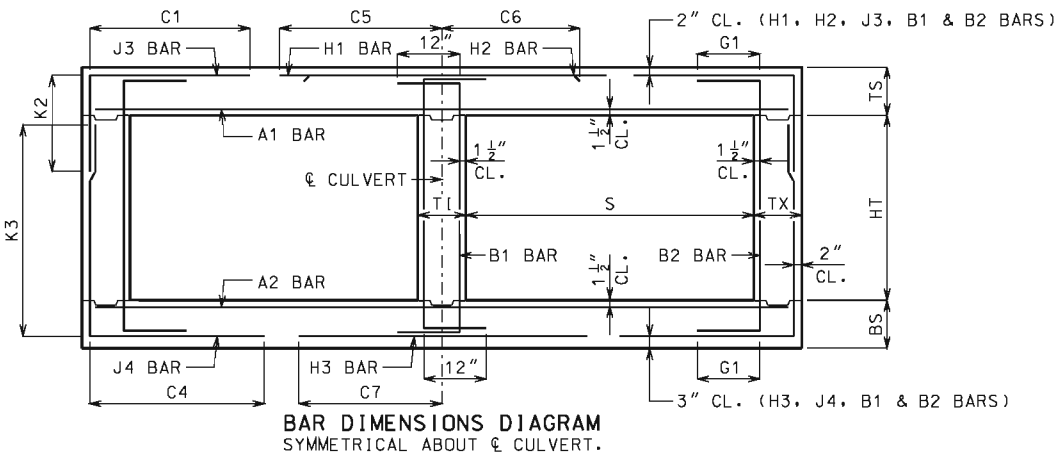 C1
C5
C6
2" CL. (H1, H2, J3, B1 & B2 BARS)
J3 BAR
H1 BAR
12"
H2 BAR
G1
K2
TS
A1 BAR
1 1/2" CL.
1 1/2" CL.
1 1/2" CL.
℄ CULVERT
TI
S
TX
HT
K3
B1 BAR
B2 BAR
2" CL.
A2 BAR
1 1/2" CL.
BS
J4 BAR
H3 BAR
12"
G1
C4
C7
3" CL. (H3, J4, B1 & B2 BARS)
BAR DIMENSIONS DIAGRAM
SYMMETRICAL ABOUT ℄ CULVERT.